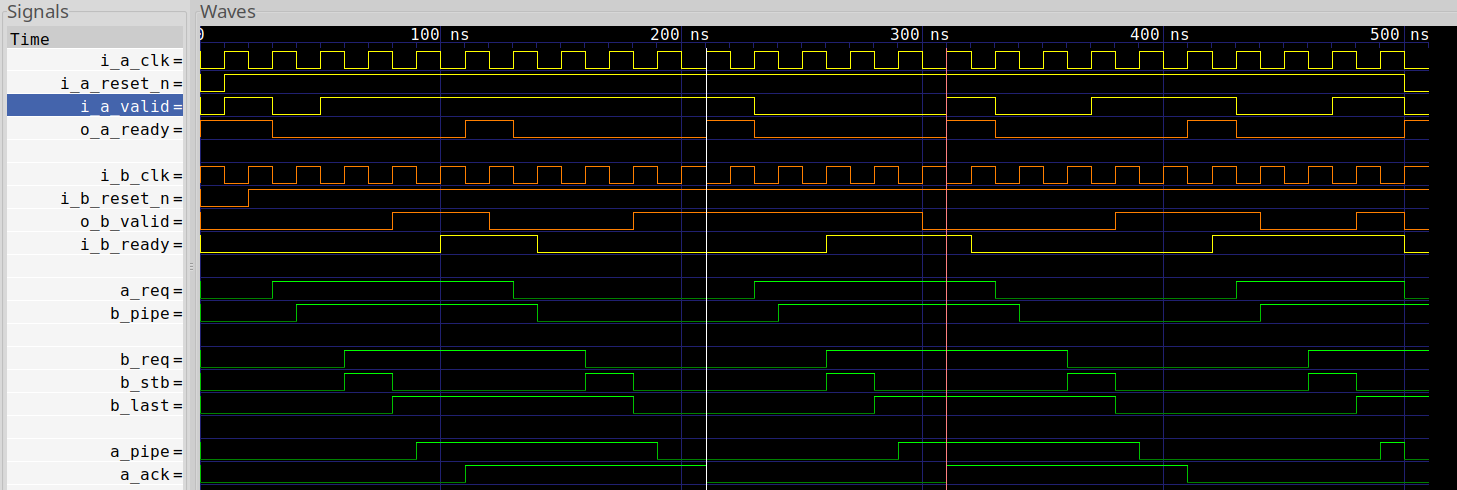 Signals
Waves
Time
0 100 ns 200 ns 300 ns 400 ns 500 ns
i_a_clk=
i_a_reset_n=
i_a_valid=
o_a_ready=
i_b_clk=
i_b_reset_n=
o_b_valid=
i_b_ready=
a_req=
b_pipe=
b_req=
b_stb=
b_last=
a_pipe=
a_ack=